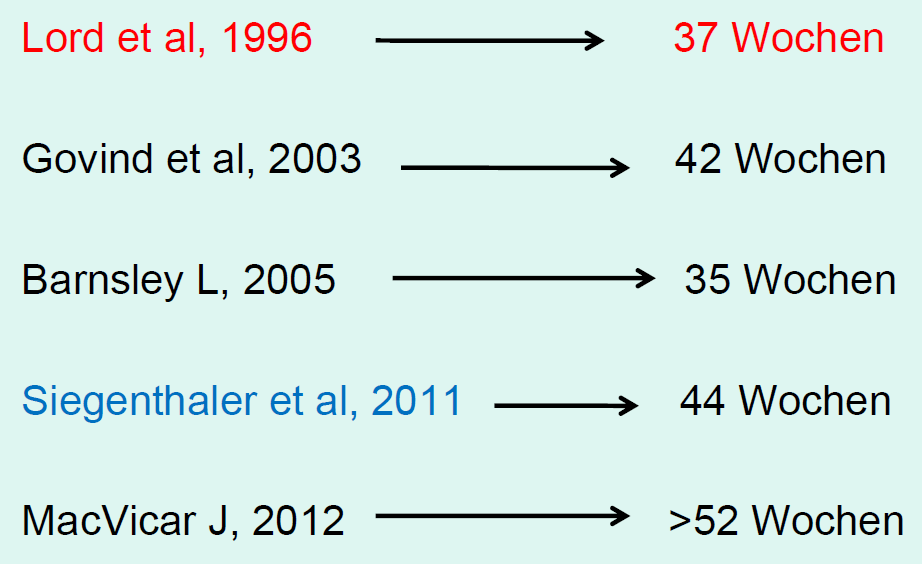 Lord et al, 1996 37 Wochen
Govind et al, 2003 42 Wochen
Barnsley L, 2005 35 Wochen
Siegenthaler et al, 2011 44 Wochen
MacVicar J, 2012 >52 Wochen